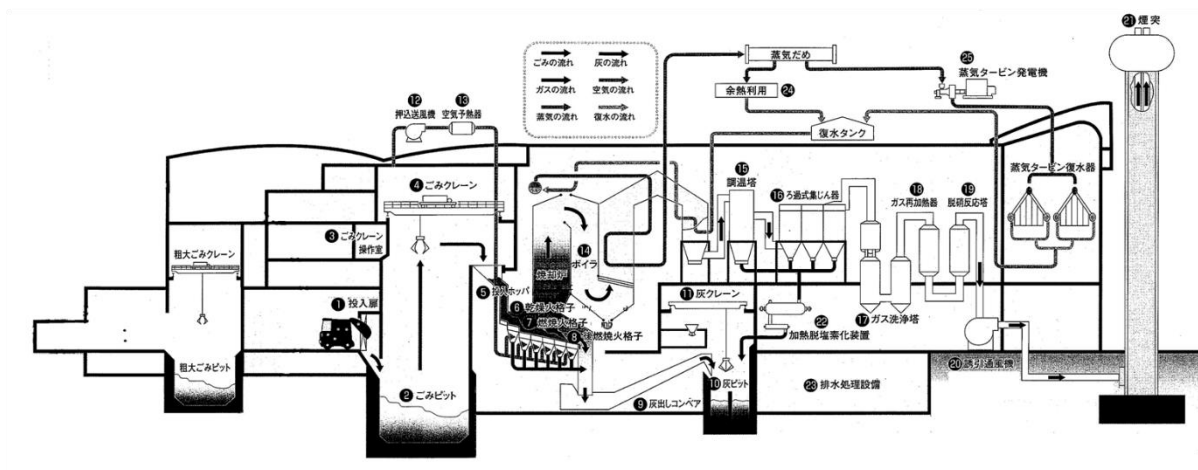 ㉑煙突
蒸気だめ
㉕
蒸気タービン発電機
ごみの流れ
灰の流れ
ガスの流れ
空気の流れ
蒸気の流れ
復水の流れ
余熱利用 ㉔
復水タンク
⑫
押込送風機
⑬
空気予熱器
蒸気タービン復水器
④ごみクレーン
⑮
調温塔
⑯ろ過式集じん器
⑱
ガス再加熱器
⑲
脱硝反応塔
③ごみクレーン
操作室
粗大ごみクレーン
⑭
ボイラ
焼却炉
⑤投入ホッパ
⑥乾燥火格子
⑦燃焼火格子
⑧後燃焼火格子
⑪灰クレーン
①投入扉
⑰ガス洗浄塔
㉒
加熱脱塩素化装置
⑳誘引通風機
粗大ごみピット
②ごみピット
⑩灰ピット
㉓排水処理設備
⑨灰出しコンベア